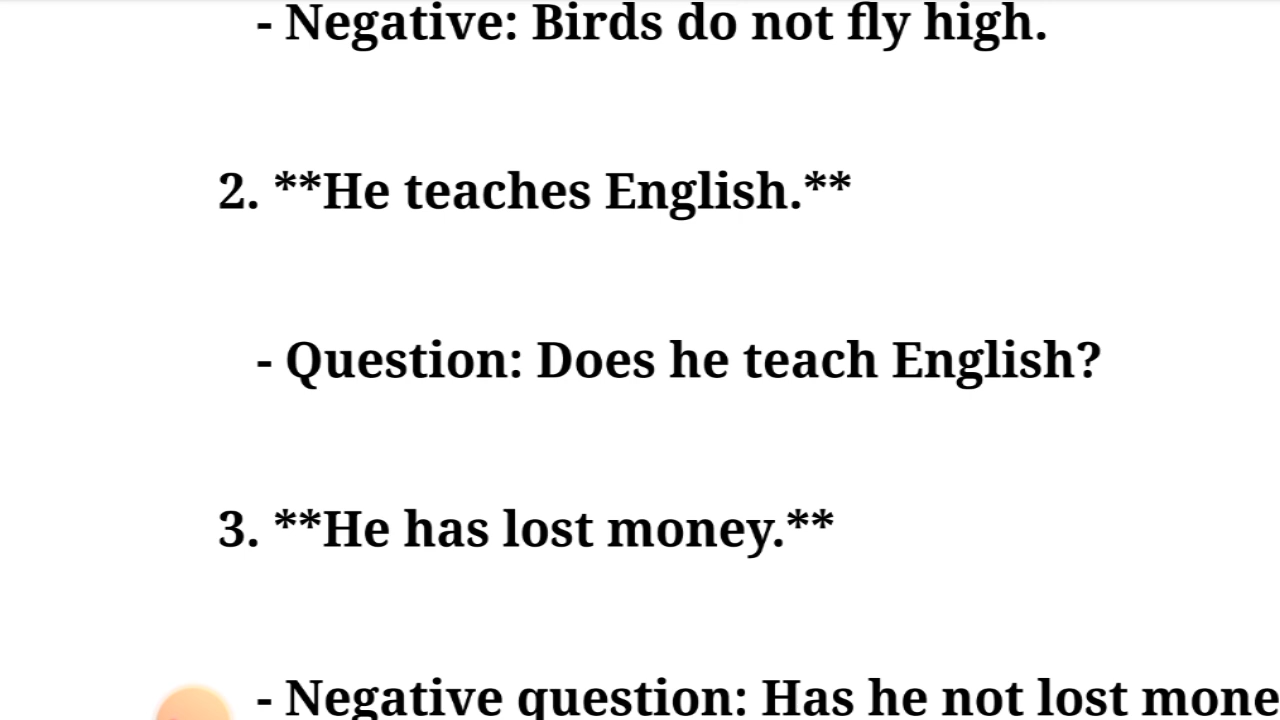 - Negative: Birds do not fly high.
2. **He teaches English.**
- Question: Does he teach English?
3. **He has lost money.**
- Negative question: Has he not lost mone